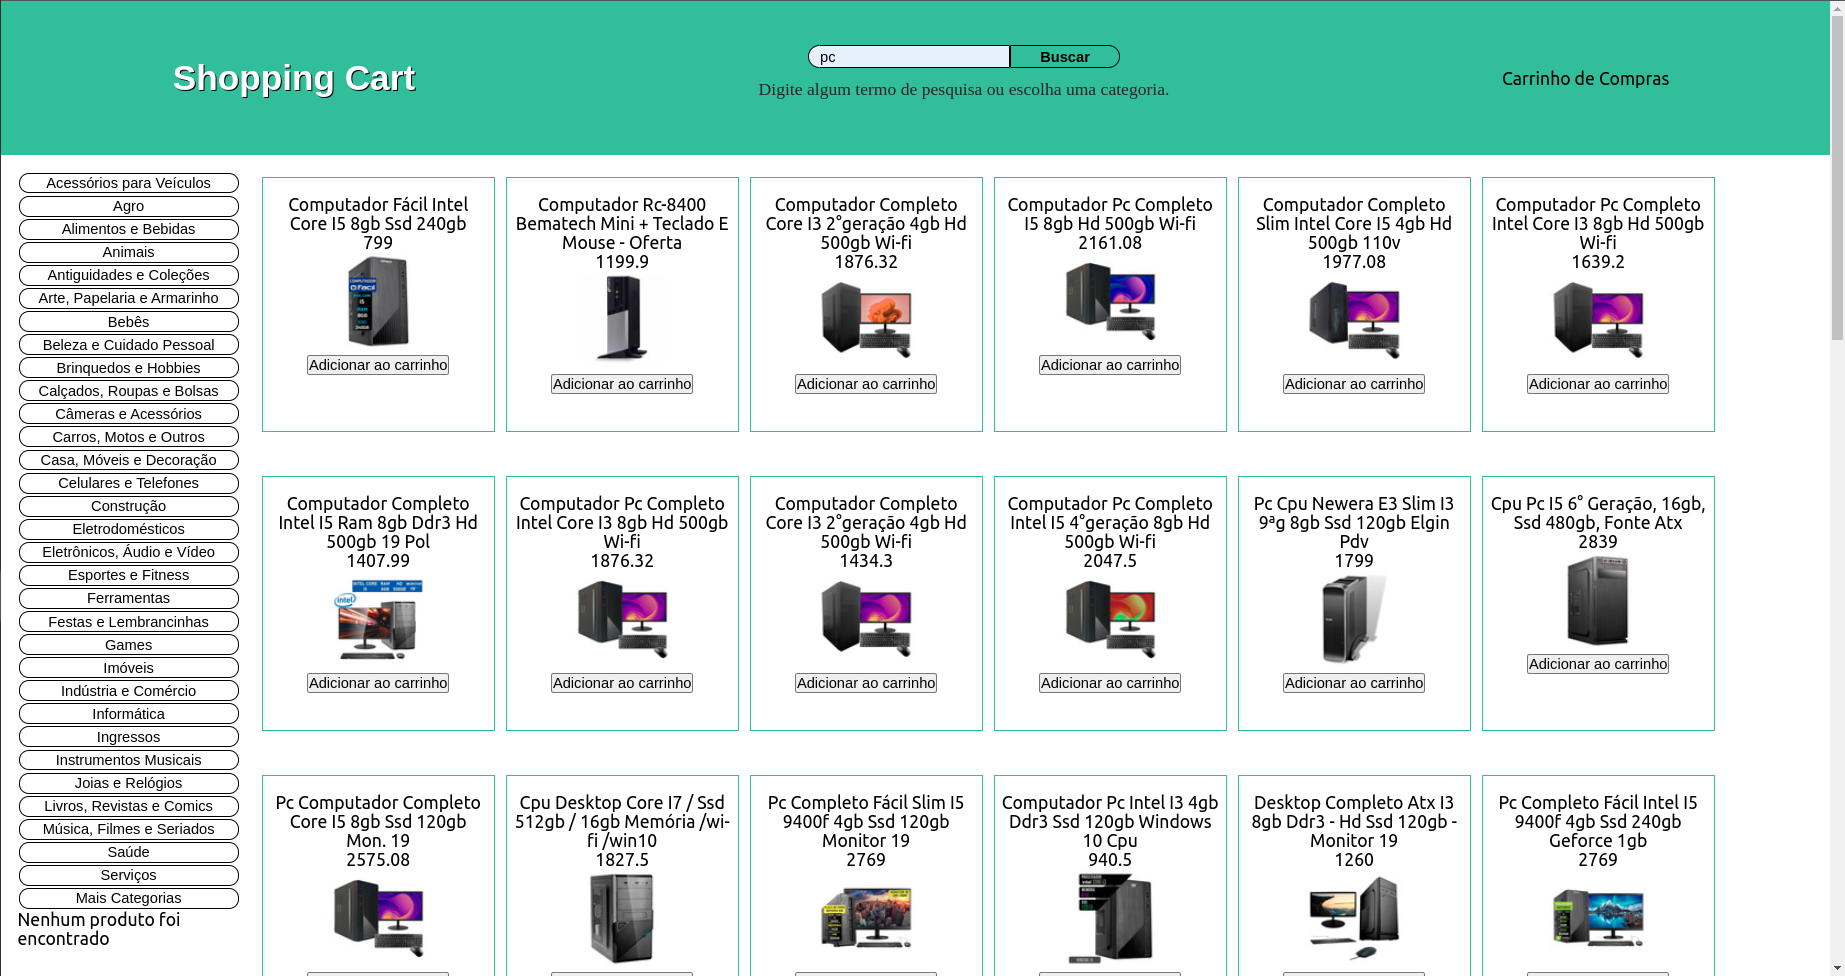 Shopping Cart
pc
Buscar
Digite algum termo de pesquisa ou escolha uma categoria.
Carrinho de Compras
Acessórios para Veículos
Agro
Alimentos e Bebidas
Animais
Antiguidades e Coleções
Arte, Papelaria e Armarinho
Bebês
Beleza e Cuidado Pessoal
Brinquedos e Hobbies
Calçados, Roupas e Bolsas
Câmeras e Acessórios
Carros, Motos e Outros
Casa, Móveis e Decoração
Celulares e Telefones
Construção
Eletrodomésticos
Eletrônicos, Áudio e Vídeo
Esportes e Fitness
Ferramentas
Festas e Lembrancinhas
Games
Imóveis
Indústria e Comércio
Informática
Ingressos
Instrumentos Musicais
Joias e Relógios
Livros, Revistas e Comics
Música, Filmes e Seriados
Saúde
Serviços
Mais Categorias
Nenhum produto foi
encontrado
Computador Fácil Intel
Core I5 8gb Ssd 240gb
799
Adicionar ao carrinho
Computador Rc-8400
Bematech Mini + Teclado E
Mouse - Oferta
1199.9
Adicionar ao carrinho
Computador Completo
Core I3 2°geração 4gb Hd
500gb Wi-fi
1876.32
Adicionar ao carrinho
Computador Pc Completo
I5 8gb Hd 500gb Wi-fi
2161.08
Adicionar ao carrinho
Computador Completo
Slim Intel Core I5 4gb Hd
500gb 110v
1977.08
Adicionar ao carrinho
Computador Pc Completo
Intel Core I3 8gb Hd 500gb
Wi-fi
1639.2
Adicionar ao carrinho
Computador Completo
Intel I5 Ram 8gb Ddr3 Hd
500gb 19 Pol
1407.99
intel
Adicionar ao carrinho
Computador Pc Completo
Intel Core I3 8gb Hd 500gb
Wi-fi
1876.32
Adicionar ao carrinho
Computador Completo
Core I3 2°geração 4gb Hd
500gb Wi-fi
1434.3
Adicionar ao carrinho
Computador Pc Completo
Intel I5 4°geração 8gb Hd
500gb Wi-fi
2047.5
Adicionar ao carrinho
Pc Cpu Newera E3 Slim I3
9ªg 8gb Ssd 120gb Elgin
Pdv
1799
Adicionar ao carrinho
Cpu Pc I5 6° Geração, 16gb,
Ssd 480gb, Fonte Atx
2839
Adicionar ao carrinho
Pc Computador Completo
Core I5 8gb Ssd 120gb
Mon. 19
2575.08
Cpu Desktop Core I7 / Ssd
512gb / 16gb Memória /wi-
fi /win10
1827.5
Pc Completo Fácil Slim I5
9400f 4gb Ssd 120gb
Monitor 19
2769
Computador Pc Intel I3 4gb
Ddr3 Ssd 120gb Windows
10 Cpu
940.5
Desktop Completo Atx I3
8gb Ddr3 - Hd Ssd 120gb -
Monitor 19
1260
Pc Completo Fácil Intel I5
9400f 4gb Ssd 240gb
Geforce 1gb
2769